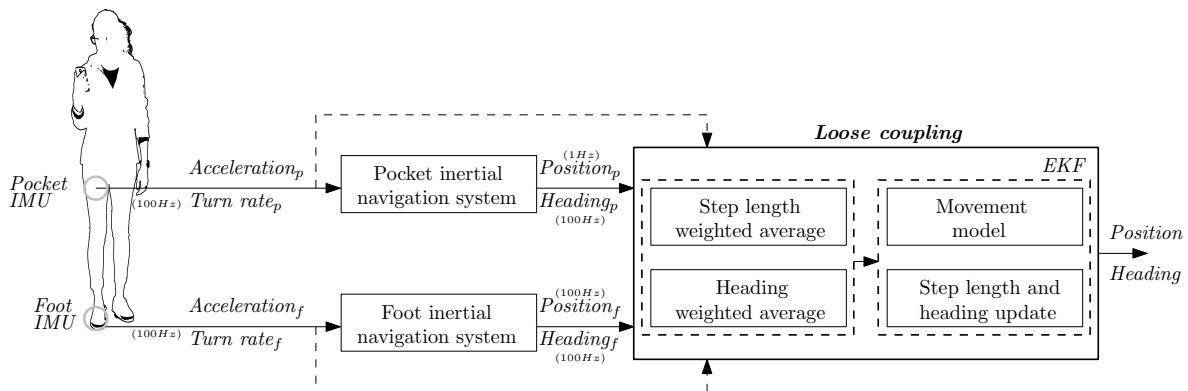 Loose coupling
EKF
Pocket
IMU
(100Hz)
Acceleration_p
Turn rate_p
Pocket inertial
navigation system
(1Hz)
Position_p
Heading_p
(100Hz)
Step length
weighted average
Movement
model
Position
Heading
Foot
IMU
(100Hz)
Acceleration_f
Turn rate_f
Foot inertial
navigation system
(100Hz)
Position_f
Heading_f
(100Hz)
Heading
weighted average
Step length and
heading update